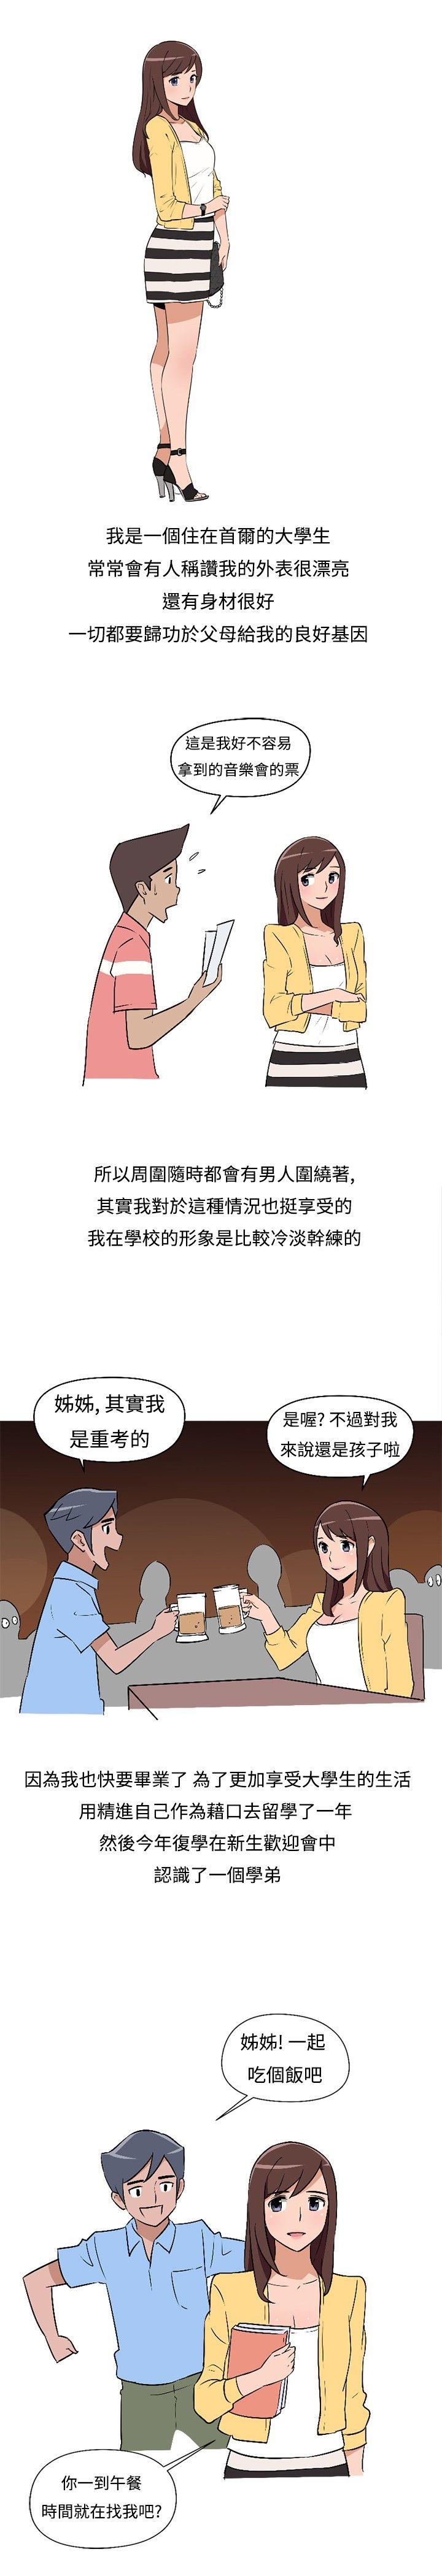 我是一個住在首爾的大學生
常常會有人稱讚我的外表很漂亮
還有身材很好
一切都要歸功於父母給我的良好基因
這是我好不容易
拿到的音樂會的票
所以周圍隨時都會有男人圍繞著,
其實我對於這種情況也挺享受的
我在學校的形象是比較冷淡幹練的
姊姊, 其實我
是重考的
是喔? 不過對我
來說還是孩子啦
因為我也快要畢業了 為了更加享受大學生的生活
用精進自己作為藉口去留學了一年
然後今年復學在新生歡迎會中
認識了一個學弟
姊姊! 一起
吃個飯吧
你一到午餐
時間就在找我吧?